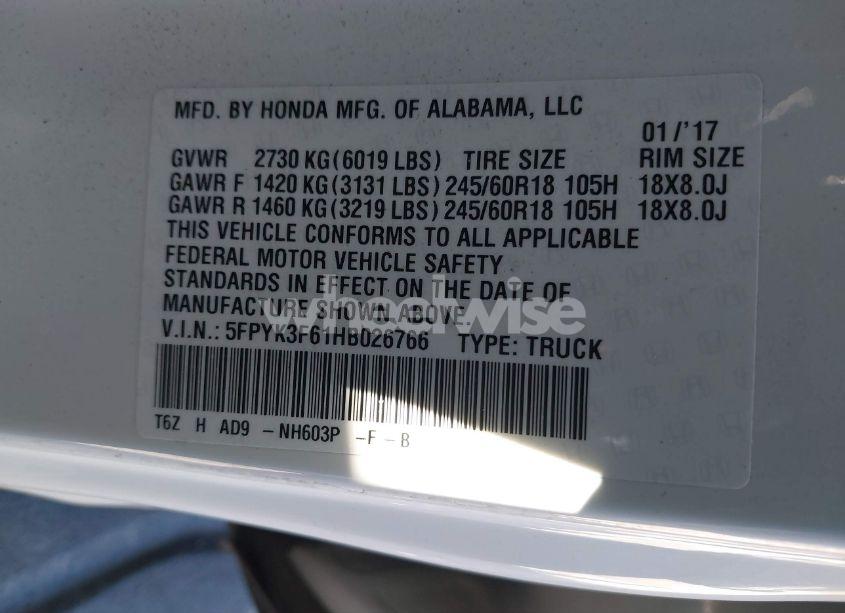 MFD. BY HONDA MFG. OF ALABAMA, LLC
01/'17
GVWR 2730 KG(6019 LBS) TIRE SIZE RIM SIZE
GAWR F 1420 KG(3131 LBS) 245/60R18 105H 18X8.0J
GAWR R 1460 KG(3219 LBS) 245/60R18 105H 18X8.0J
THIS VEHICLE CONFORMS TO ALL APPLICABLE
FEDERAL MOTOR VEHICLE SAFETY
STANDARDS IN EFFECT ON THE DATE OF
MANUFACTURE SHOWN ABOVE.
wheelwise
V.I.N.: 5FPYK3F61HB026766 TYPE: TRUCK
T6Z H AD9 -NH603P -F -B